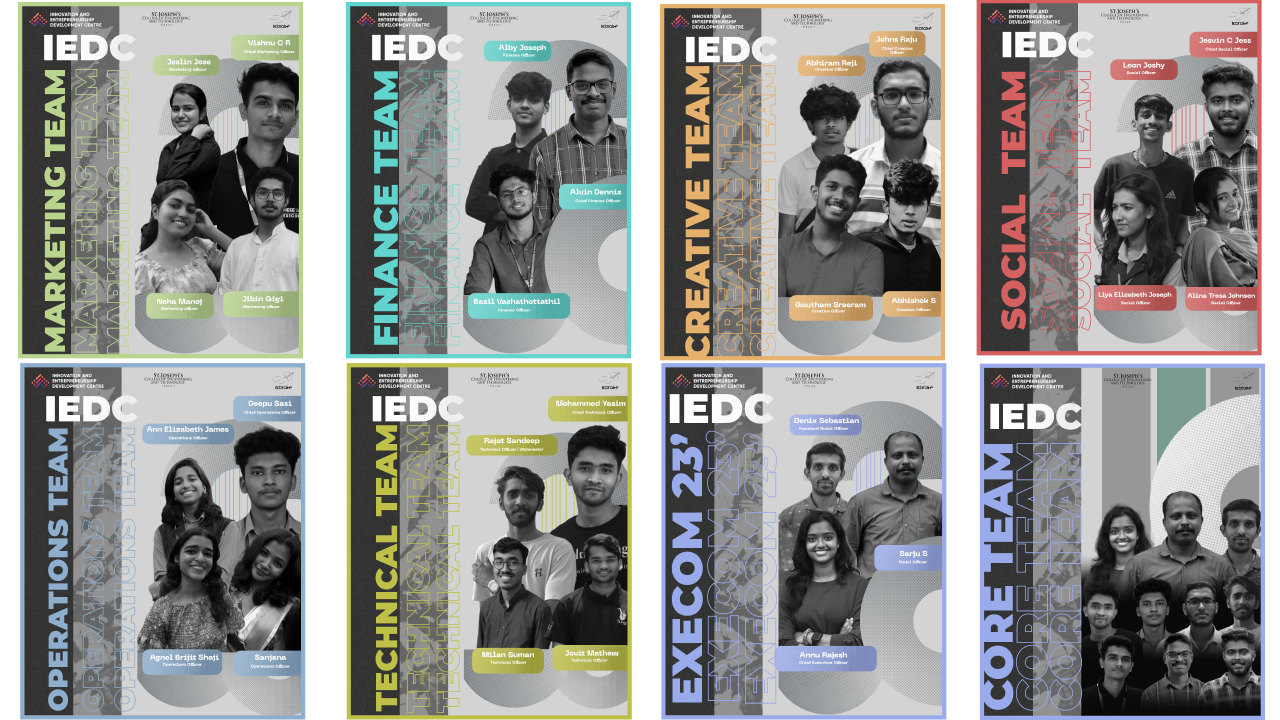 INNOVATION AND
ENTREPRENEURSHIP
DEVELOPMENT CENTRE
ST.JOSEPH'S
COLLEGE OF ENGINEERING
AND TECHNOLOGY
IEDC
MARKETING TEAM
MARKETING TEAM
MARKETING TEAM
Vishnu C R
Chief Marketing Officer
Jeslin Jose
Marketing officer
Neha Manoj
Marketing officer
Jibin Gigi
Marketing officer
INNOVATION AND
ENTREPRENEURSHIP
DEVELOPMENT CENTRE
ST.JOSEPH'S
COLLEGE OF ENGINEERING
AND TECHNOLOGY
IEDC
FINANCE TEAM
FINANCE TEAM
FINANCE TEAM
Alby Joseph
Finance Officer
Alvin Dennis
Chief Finance Officer
Basil Vazhathottathil
Finance Officer
INNOVATION AND
ENTREPRENEURSHIP
DEVELOPMENT CENTRE
ST.JOSEPH'S
COLLEGE OF ENGINEERING
AND TECHNOLOGY
IEDC
CREATIVE TEAM
CREATIVE TEAM
CREATIVE TEAM
Johns Raju
Chief Creative
Officer
Abhiram Reji
Creative Officer
Goutham Sreeram
Creative Officer
Abhishek S
Creative Officer
INNOVATION AND
ENTREPRENEURSHIP
DEVELOPMENT CENTRE
ST.JOSEPH'S
COLLEGE OF ENGINEERING
AND TECHNOLOGY
IEDC
SOCIAL TEAM
SOCIAL TEAM
SOCIAL TEAM
Jesvin C Jess
Chief Social Officer
Leon Joshy
Social Officer
Liya Elizabeth Joseph
Social Officer
Alina Tresa Johnson
Social Officer
INNOVATION AND
ENTREPRENEURSHIP
DEVELOPMENT CENTRE
ST.JOSEPH'S
COLLEGE OF ENGINEERING
AND TECHNOLOGY
IEDC
OPERATIONS TEAM
OPERATIONS TEAM
OPERATIONS TEAM
Deepu Sasi
Chief Operations Officer
Ann Elizabeth James
Operations Officer
Agnel Brijit Shaji
Operations Officer
Sanjana
Operations Officer
INNOVATION AND
ENTREPRENEURSHIP
DEVELOPMENT CENTRE
ST.JOSEPH'S
COLLEGE OF ENGINEERING
AND TECHNOLOGY
IEDC
TECHNICAL TEAM
TECHNICAL TEAM
TECHNICAL TEAM
Mohammed Yasim
Chief Technical Officer
Rajat Sandeep
Technical Officer/ Webmaster
Milan Suman
Technical Officer
Jovit Mathew
Technical Officer
INNOVATION AND
ENTREPRENEURSHIP
DEVELOPMENT CENTRE
ST.JOSEPH'S
COLLEGE OF ENGINEERING
AND TECHNOLOGY
IEDC
EXECOM 23'
EXECOM 23'
EXECOM 23'
Denix Sebastian
Assistant Nodal Officer
Sarju S
Nodal Officer
Annu Rajesh
Chief Executive Officer
INNOVATION AND
ENTREPRENEURSHIP
DEVELOPMENT CENTRE
ST.JOSEPH'S
COLLEGE OF ENGINEERING
AND TECHNOLOGY
IEDC
CORE TEAM
CORE TEAM
CORE TEAM